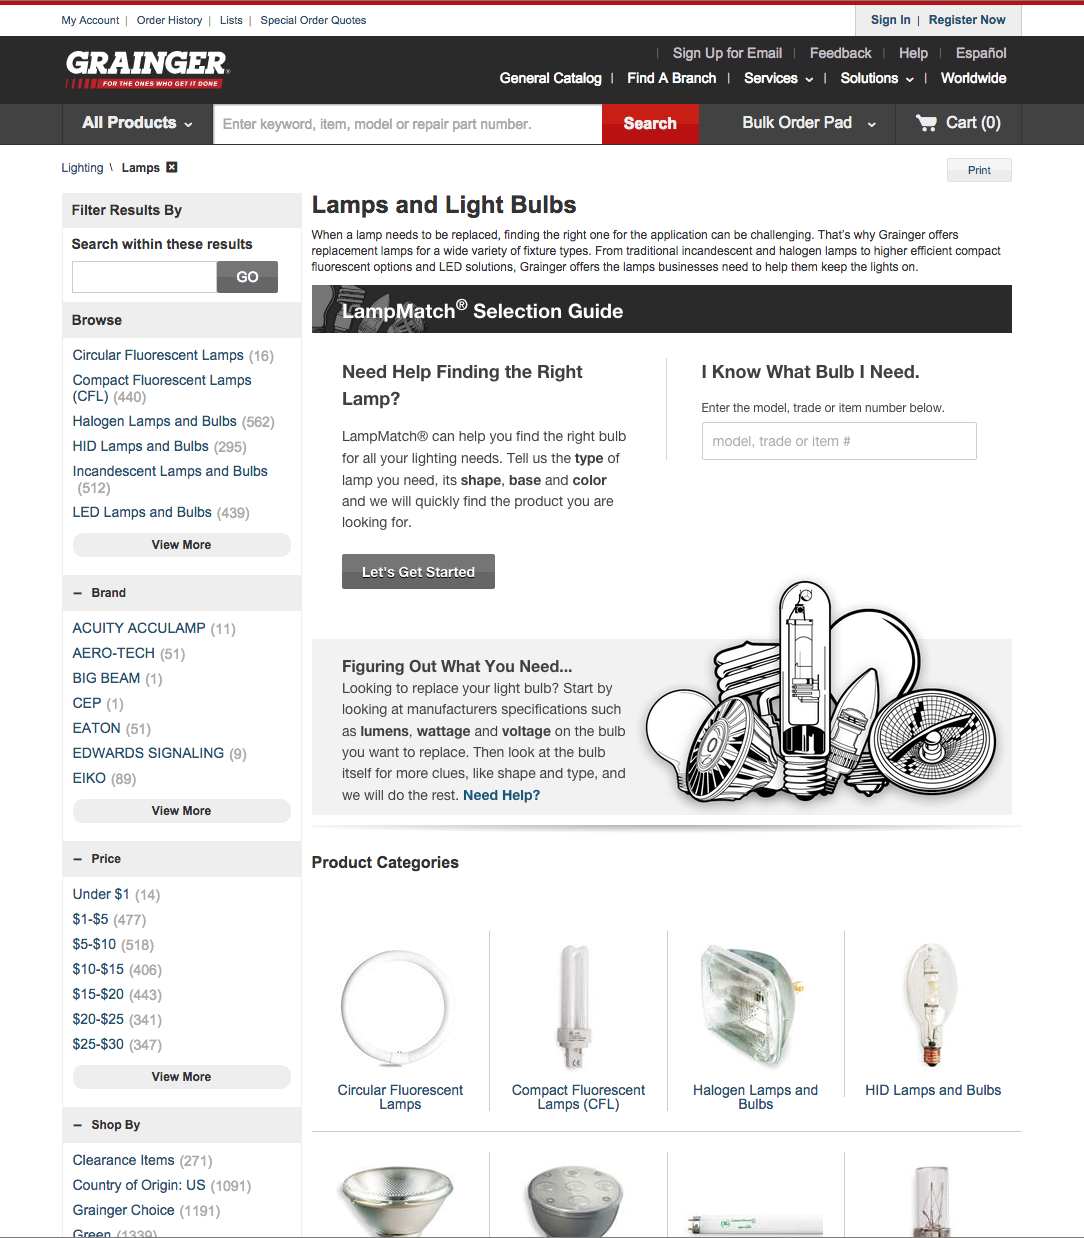 My Account | Order History | Lists | Special Order Quotes
Sign In | Register Now
GRAINGER®
FOR THE ONES WHO GET IT DONE
| Sign Up for Email | Feedback | Help | Español
General Catalog | Find A Branch | Services | Solutions | Worldwide
All Products
Enter keyword, item, model or repair part number.
Search
Bulk Order Pad
Cart (0)
Lighting \ Lamps
Print
Filter Results By
Search within these results
GO
Browse
Circular Fluorescent Lamps (16)
Compact Fluorescent Lamps
(CFL) (440)
Halogen Lamps and Bulbs (562)
HID Lamps and Bulbs (295)
Incandescent Lamps and Bulbs
(512)
LED Lamps and Bulbs (439)
View More
– Brand
ACUITY ACCULAMP (11)
AERO-TECH (51)
BIG BEAM (1)
CEP (1)
EATON (51)
EDWARDS SIGNALING (9)
EIKO (89)
View More
– Price
Under $1 (14)
$1-$5 (477)
$5-$10 (518)
$10-$15 (406)
$15-$20 (443)
$20-$25 (341)
$25-$30 (347)
View More
– Shop By
Clearance Items (271)
Country of Origin: US (1091)
Grainger Choice (1191)
Green (1339)
Lamps and Light Bulbs
When a lamp needs to be replaced, finding the right one for the application can be challenging. That's why Grainger offers
replacement lamps for a wide variety of fixture types. From traditional incandescent and halogen lamps to higher efficient compact
fluorescent options and LED solutions, Grainger offers the lamps businesses need to help them keep the lights on.
LampMatch® Selection Guide
Need Help Finding the Right
Lamp?
LampMatch® can help you find the right bulb
for all your lighting needs. Tell us the type of
lamp you need, its shape, base and color
and we will quickly find the product you are
looking for.
Let's Get Started
I Know What Bulb I Need.
Enter the model, trade or item number below.
model, trade or item #
Figuring Out What You Need...
Looking to replace your light bulb? Start by
looking at manufacturers specifications such
as lumens, wattage and voltage on the bulb
you want to replace. Then look at the bulb
itself for more clues, like shape and type, and
we will do the rest. Need Help?
Product Categories
Circular Fluorescent
Lamps
Compact Fluorescent
Lamps (CFL)
Halogen Lamps and
Bulbs
HID Lamps and Bulbs